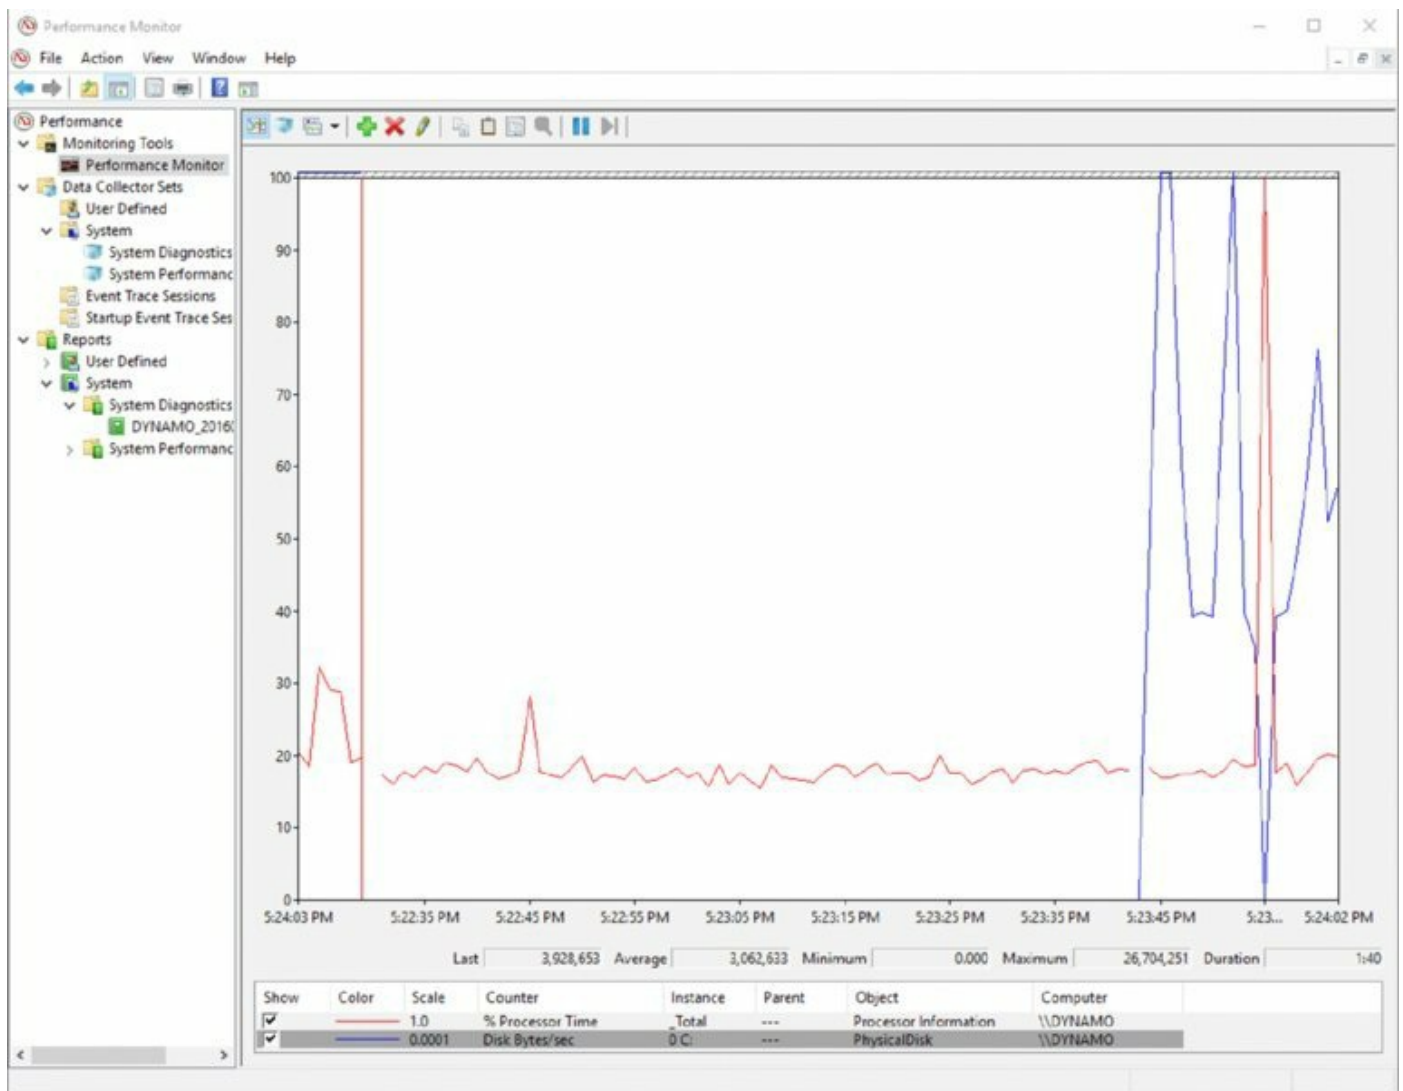 Performance Monitor
File Action View Window Help
Performance
Monitoring Tools
Performance Monitor
Data Collector Sets
User Defined
System
System Diagnostics
System Performanc
Event Trace Sessions
Startup Event Trace Ses
Reports
User Defined
System
System Diagnostics
DYNAMO_2016
System Performanc
100
90
80
70
60
50
40
30
20
10
0
5:24:03 PM 5:22:35 PM 5:22:45 PM 5:22:55 PM 5:23:05 PM 5:23:15 PM 5:23:25 PM 5:23:35 PM 5:23:45 PM 5:23... 5:24:02 PM
Last 3,928,653 Average 3,062,633 Minimum 0.000 Maximum 26,704,251 Duration 1:40
Show Color Scale Counter Instance Parent Object Computer
1.0 % Processor Time _Total --- Processor Information \\DYNAMO
0.0001 Disk Bytes/sec 0 C: --- PhysicalDisk \\DYNAMO